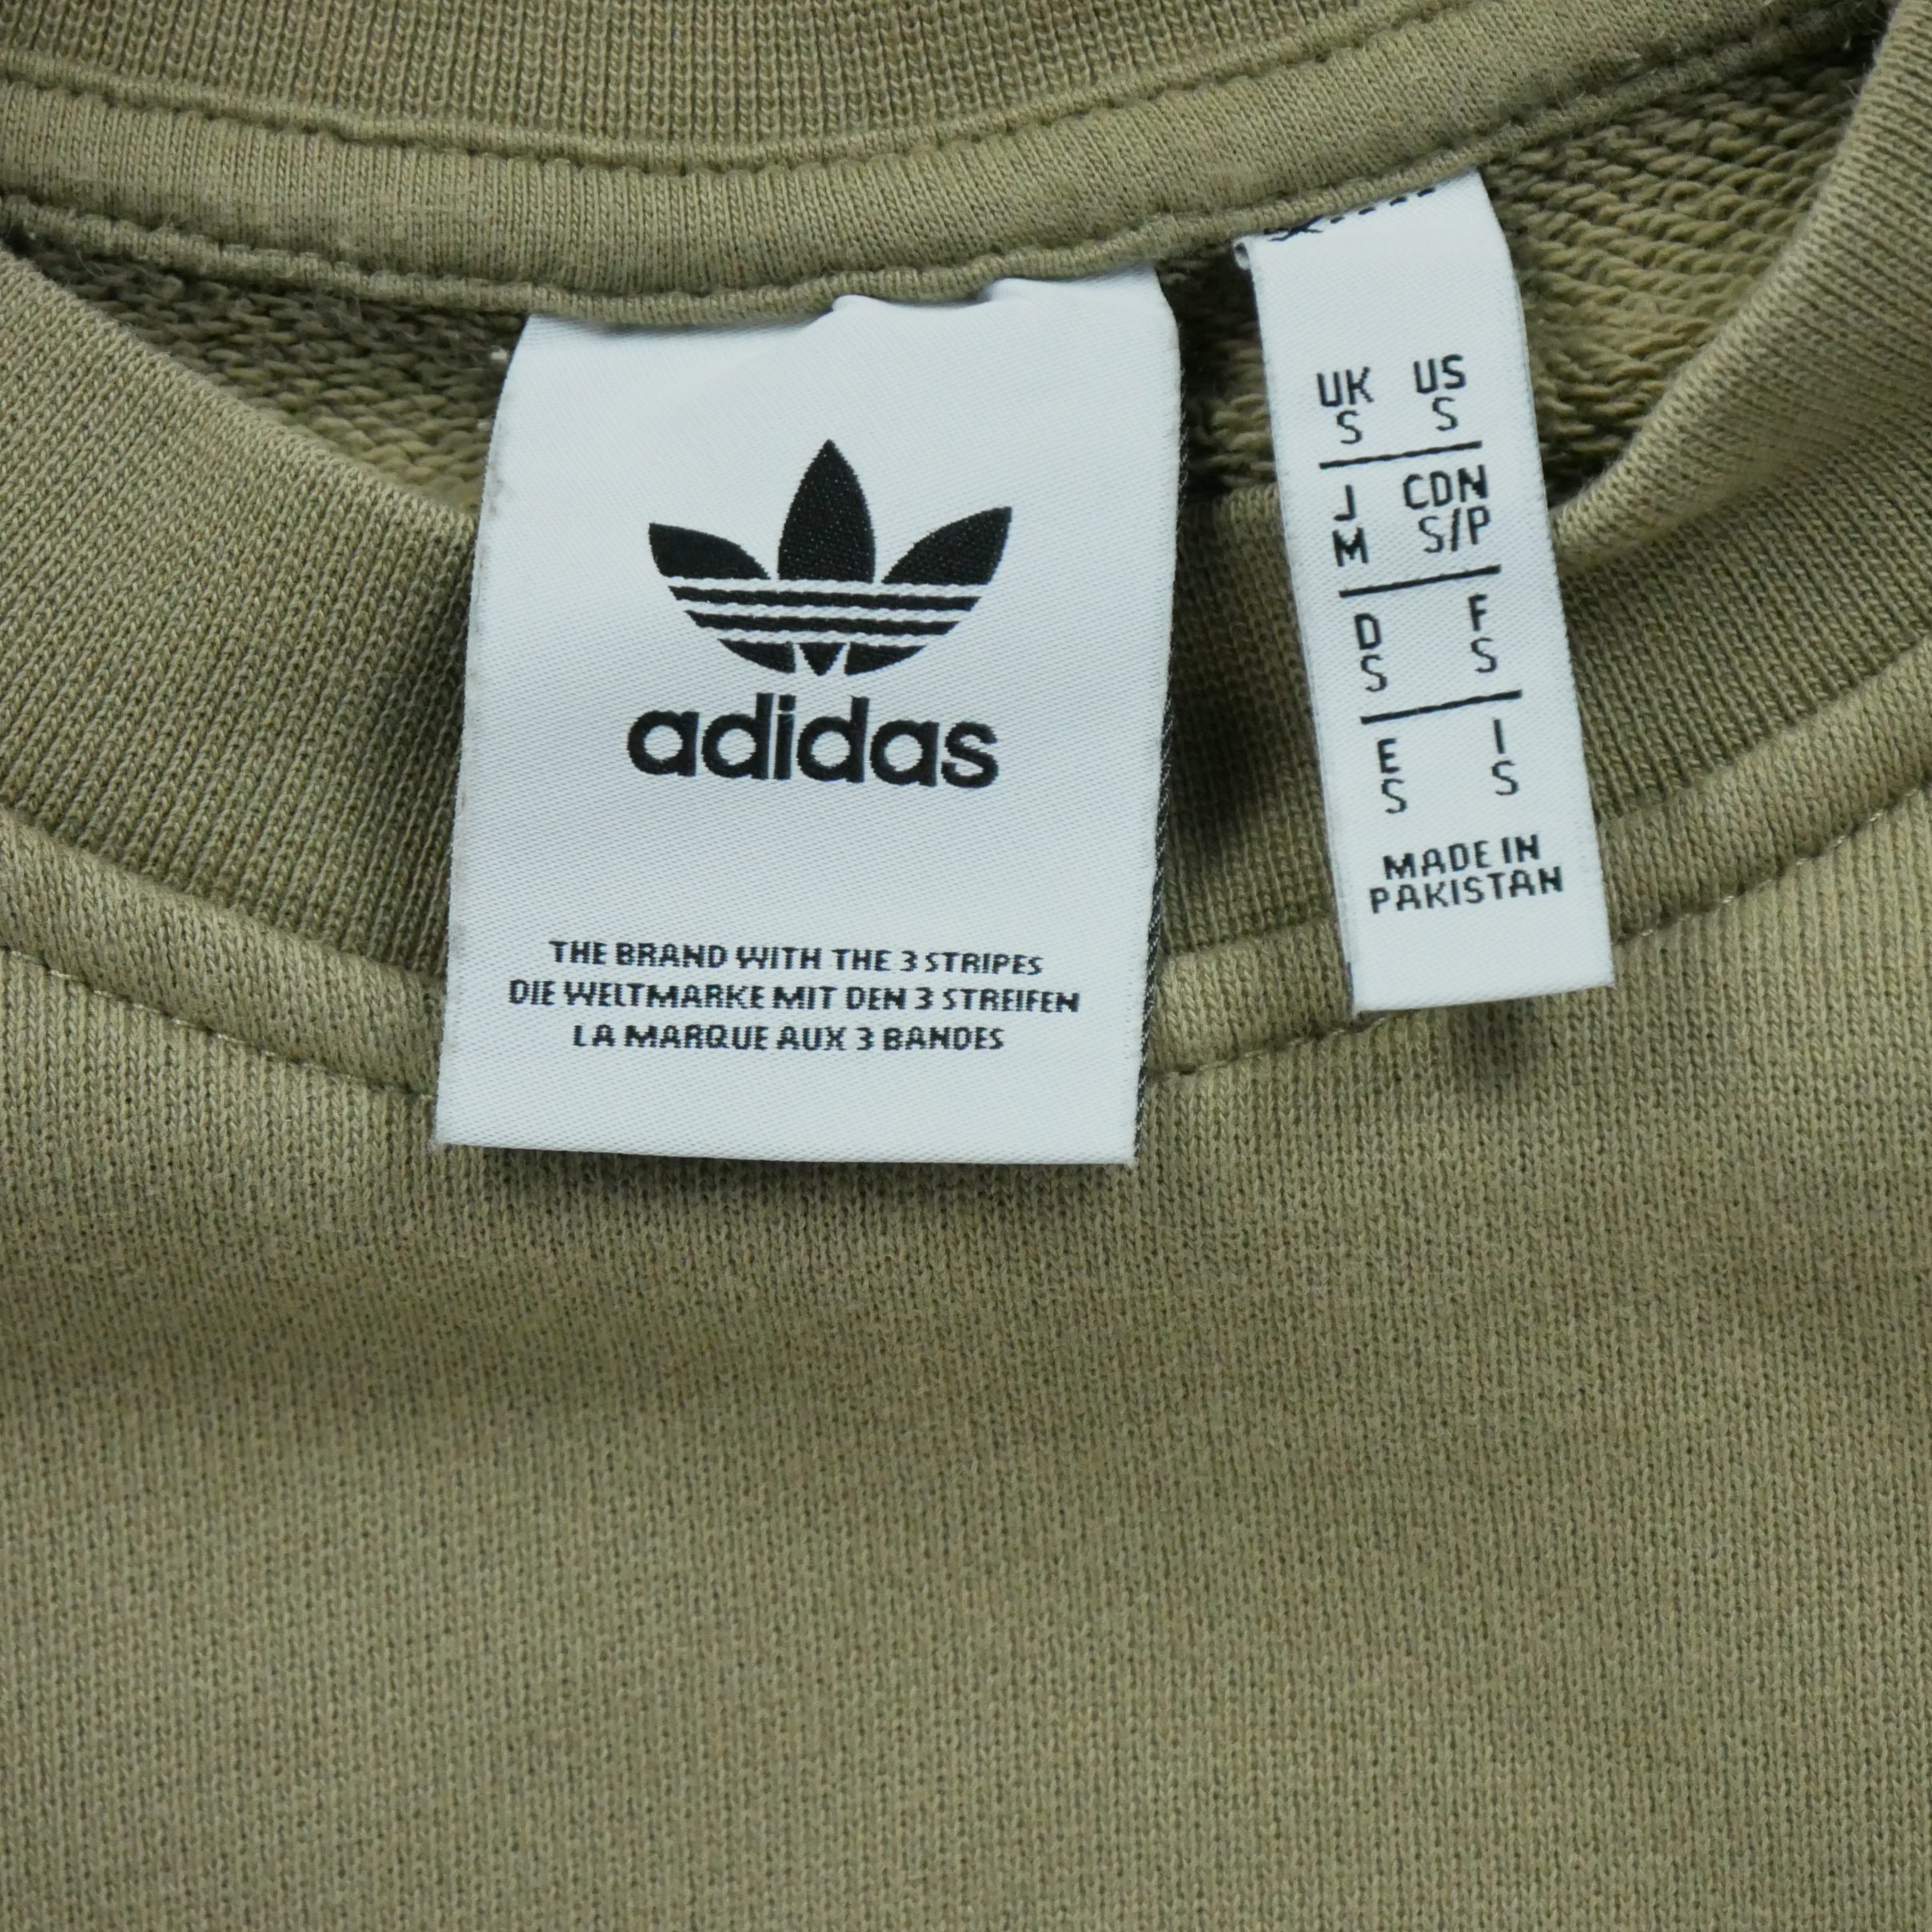 adidas
THE BRAND WITH THE 3 STRIPES
DIE WELTMARKE MIT DEN 3 STREIFEN
LA MARQUE AUX 3 BANDES
UK US
S S
J CDN
M S/P
D F
S S
E I
S S
MADE IN
PAKISTAN